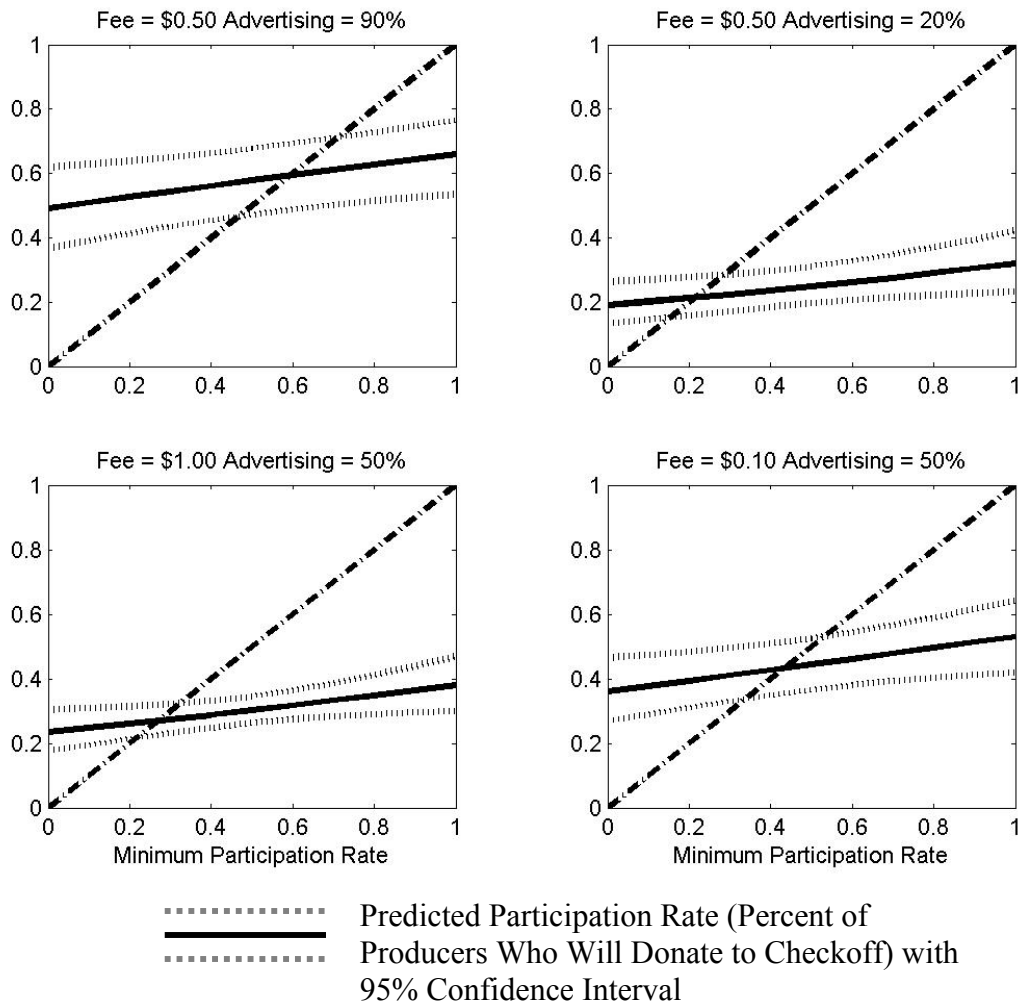 Fee = $0.50 Advertising = 90%
1
0.8
0.6
0.4
0.2
0
0 0.2 0.4 0.6 0.8 1
Fee = $0.50 Advertising = 20%
1
0.8
0.6
0.4
0.2
0
0 0.2 0.4 0.6 0.8 1
Fee = $1.00 Advertising = 50%
1
0.8
0.6
0.4
0.2
0
0 0.2 0.4 0.6 0.8 1
Minimum Participation Rate
Fee = $0.10 Advertising = 50%
1
0.8
0.6
0.4
0.2
0
0 0.2 0.4 0.6 0.8 1
Minimum Participation Rate
Predicted Participation Rate (Percent of
Producers Who Will Donate to Checkoff) with
95% Confidence Interval